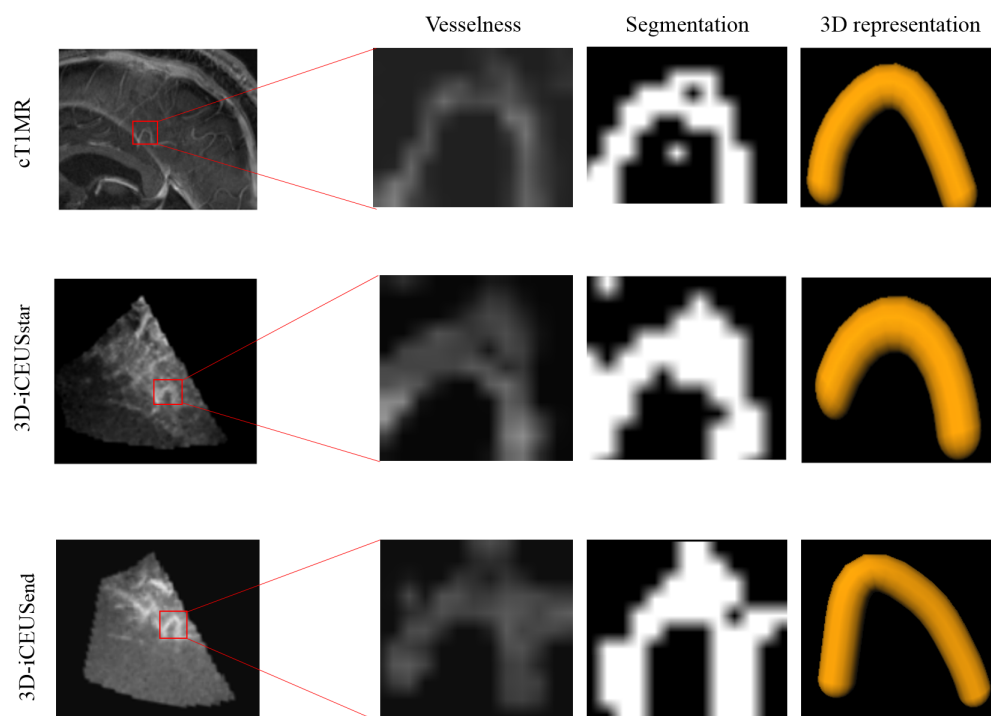 Vesselness Segmentation 3D representation
cT1MR
3D-iCEUSstar
3D-iCEUSend